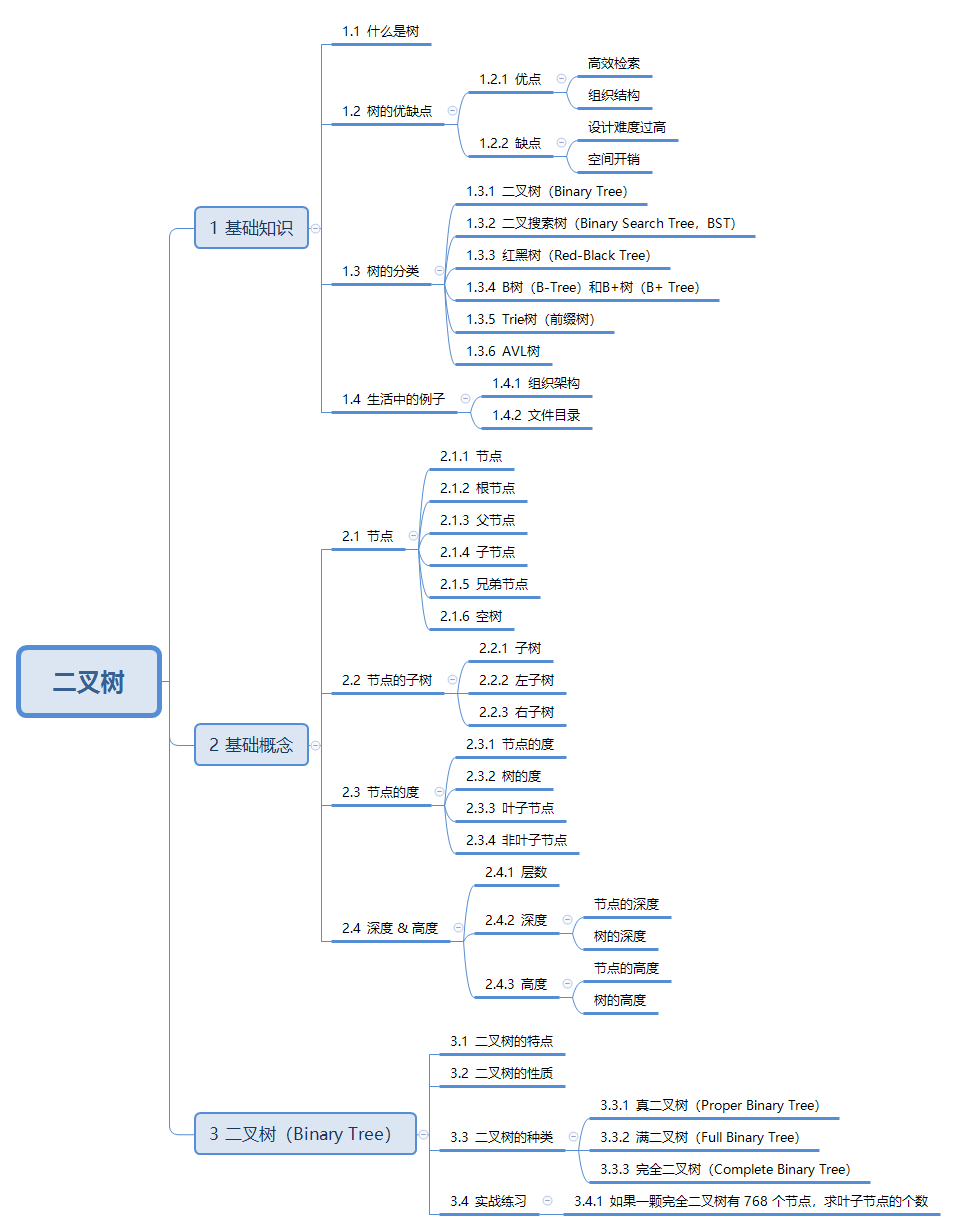 二叉树
1 基础知识
1.1 什么是树
1.2 树的优缺点
1.2.1 优点
高效检索
组织结构
1.2.2 缺点
设计难度过高
空间开销
1.3 树的分类
1.3.1 二叉树（Binary Tree）
1.3.2 二叉搜索树（Binary Search Tree，BST）
1.3.3 红黑树（Red-Black Tree）
1.3.4 B树（B-Tree）和B+树（B+ Tree）
1.3.5 Trie树（前缀树）
1.3.6 AVL树
1.4 生活中的例子
1.4.1 组织架构
1.4.2 文件目录
2 基础概念
2.1 节点
2.1.1 节点
2.1.2 根节点
2.1.3 父节点
2.1.4 子节点
2.1.5 兄弟节点
2.1.6 空树
2.2 节点的子树
2.2.1 子树
2.2.2 左子树
2.2.3 右子树
2.3 节点的度
2.3.1 节点的度
2.3.2 树的度
2.3.3 叶子节点
2.3.4 非叶子节点
2.4 深度 & 高度
2.4.1 层数
2.4.2 深度
节点的深度
树的深度
2.4.3 高度
节点的高度
树的高度
3 二叉树（Binary Tree）
3.1 二叉树的特点
3.2 二叉树的性质
3.3 二叉树的种类
3.3.1 真二叉树（Proper Binary Tree）
3.3.2 满二叉树（Full Binary Tree）
3.3.3 完全二叉树（Complete Binary Tree）
3.4 实战练习
3.4.1 如果一颗完全二叉树有 768 个节点，求叶子节点的个数